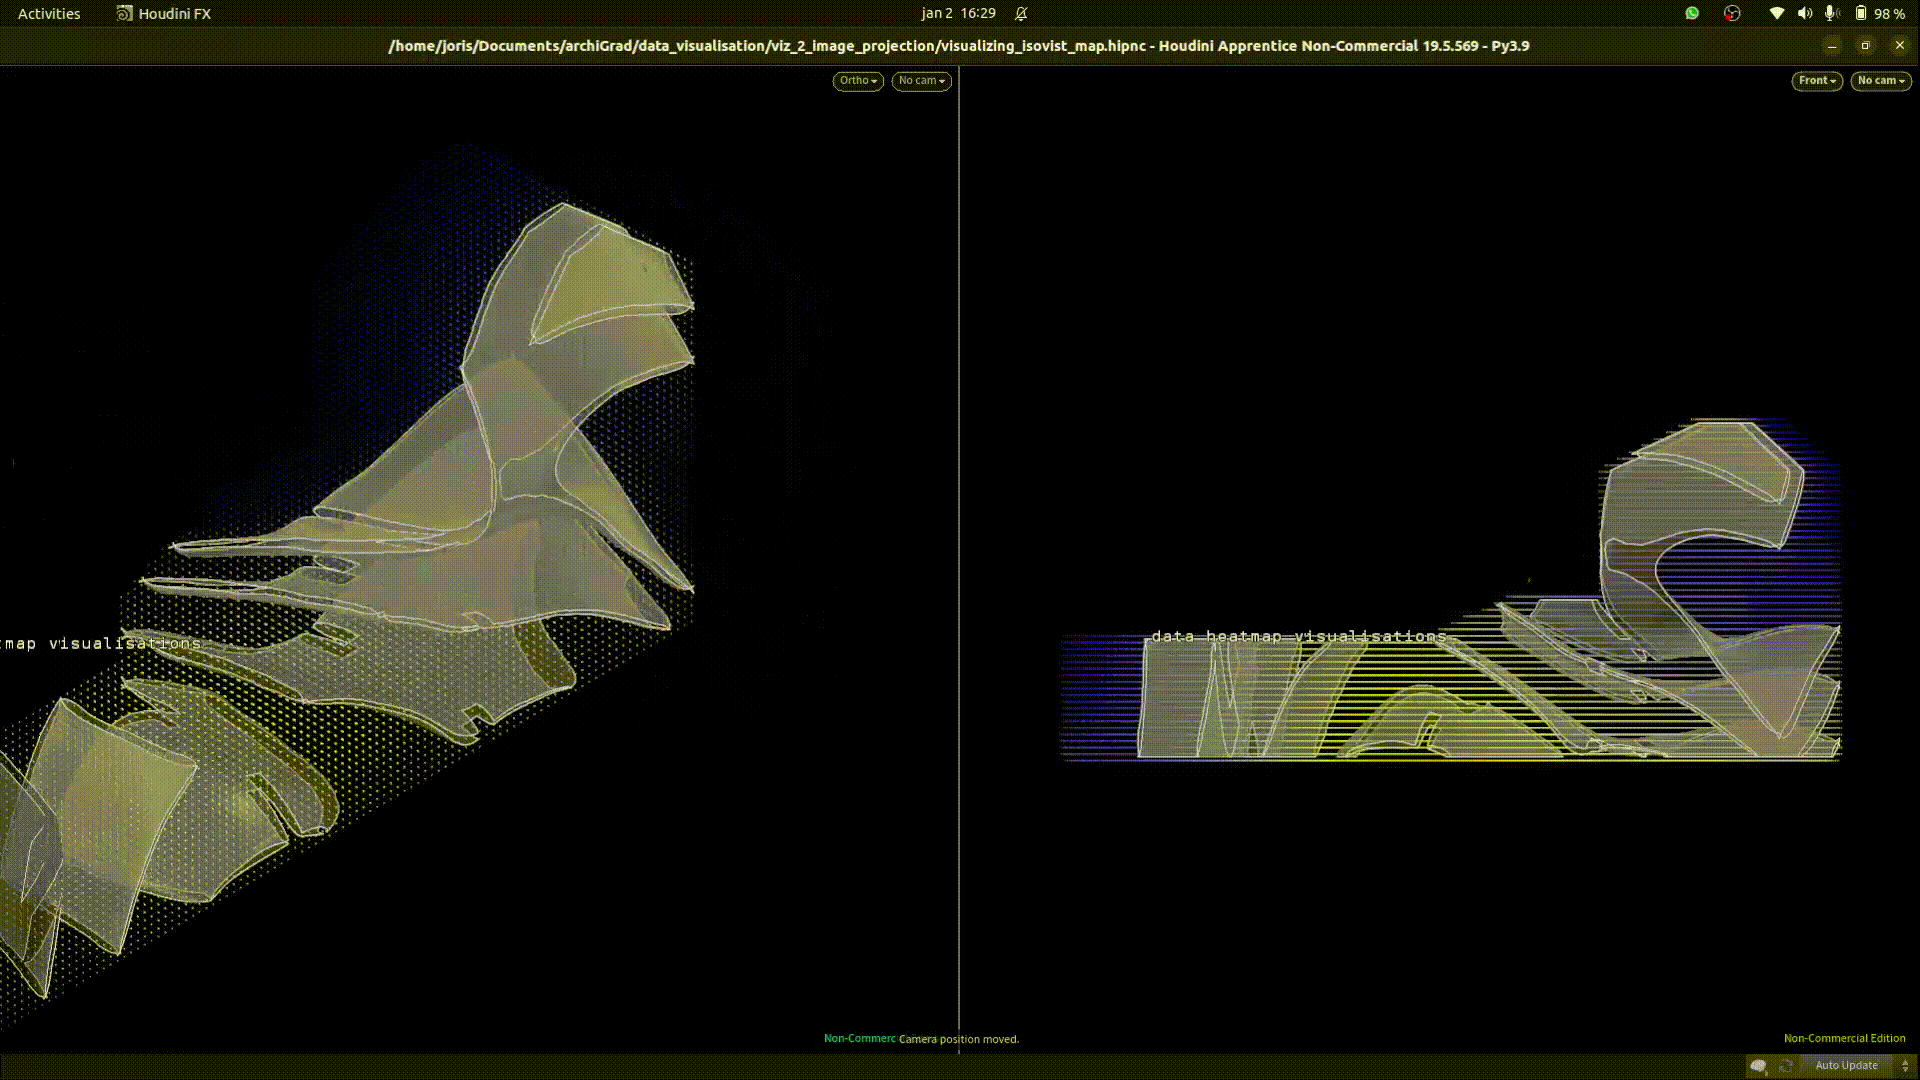 Activities
Houdini FX
jan 2 16:29
98 %
/home/joris/Documents/archiGrad/data_visualisation/viz_2_image_projection/visualizing_isovist_map.hipnc - Houdini Apprentice Non-Commercial 19.5.569 - Py3.9
Ortho
No cam
Front
No cam
data heatmap visualisations
map visualisations
Non-Commerc
Camera position moved.
Non-Commercial Edition
Auto Update